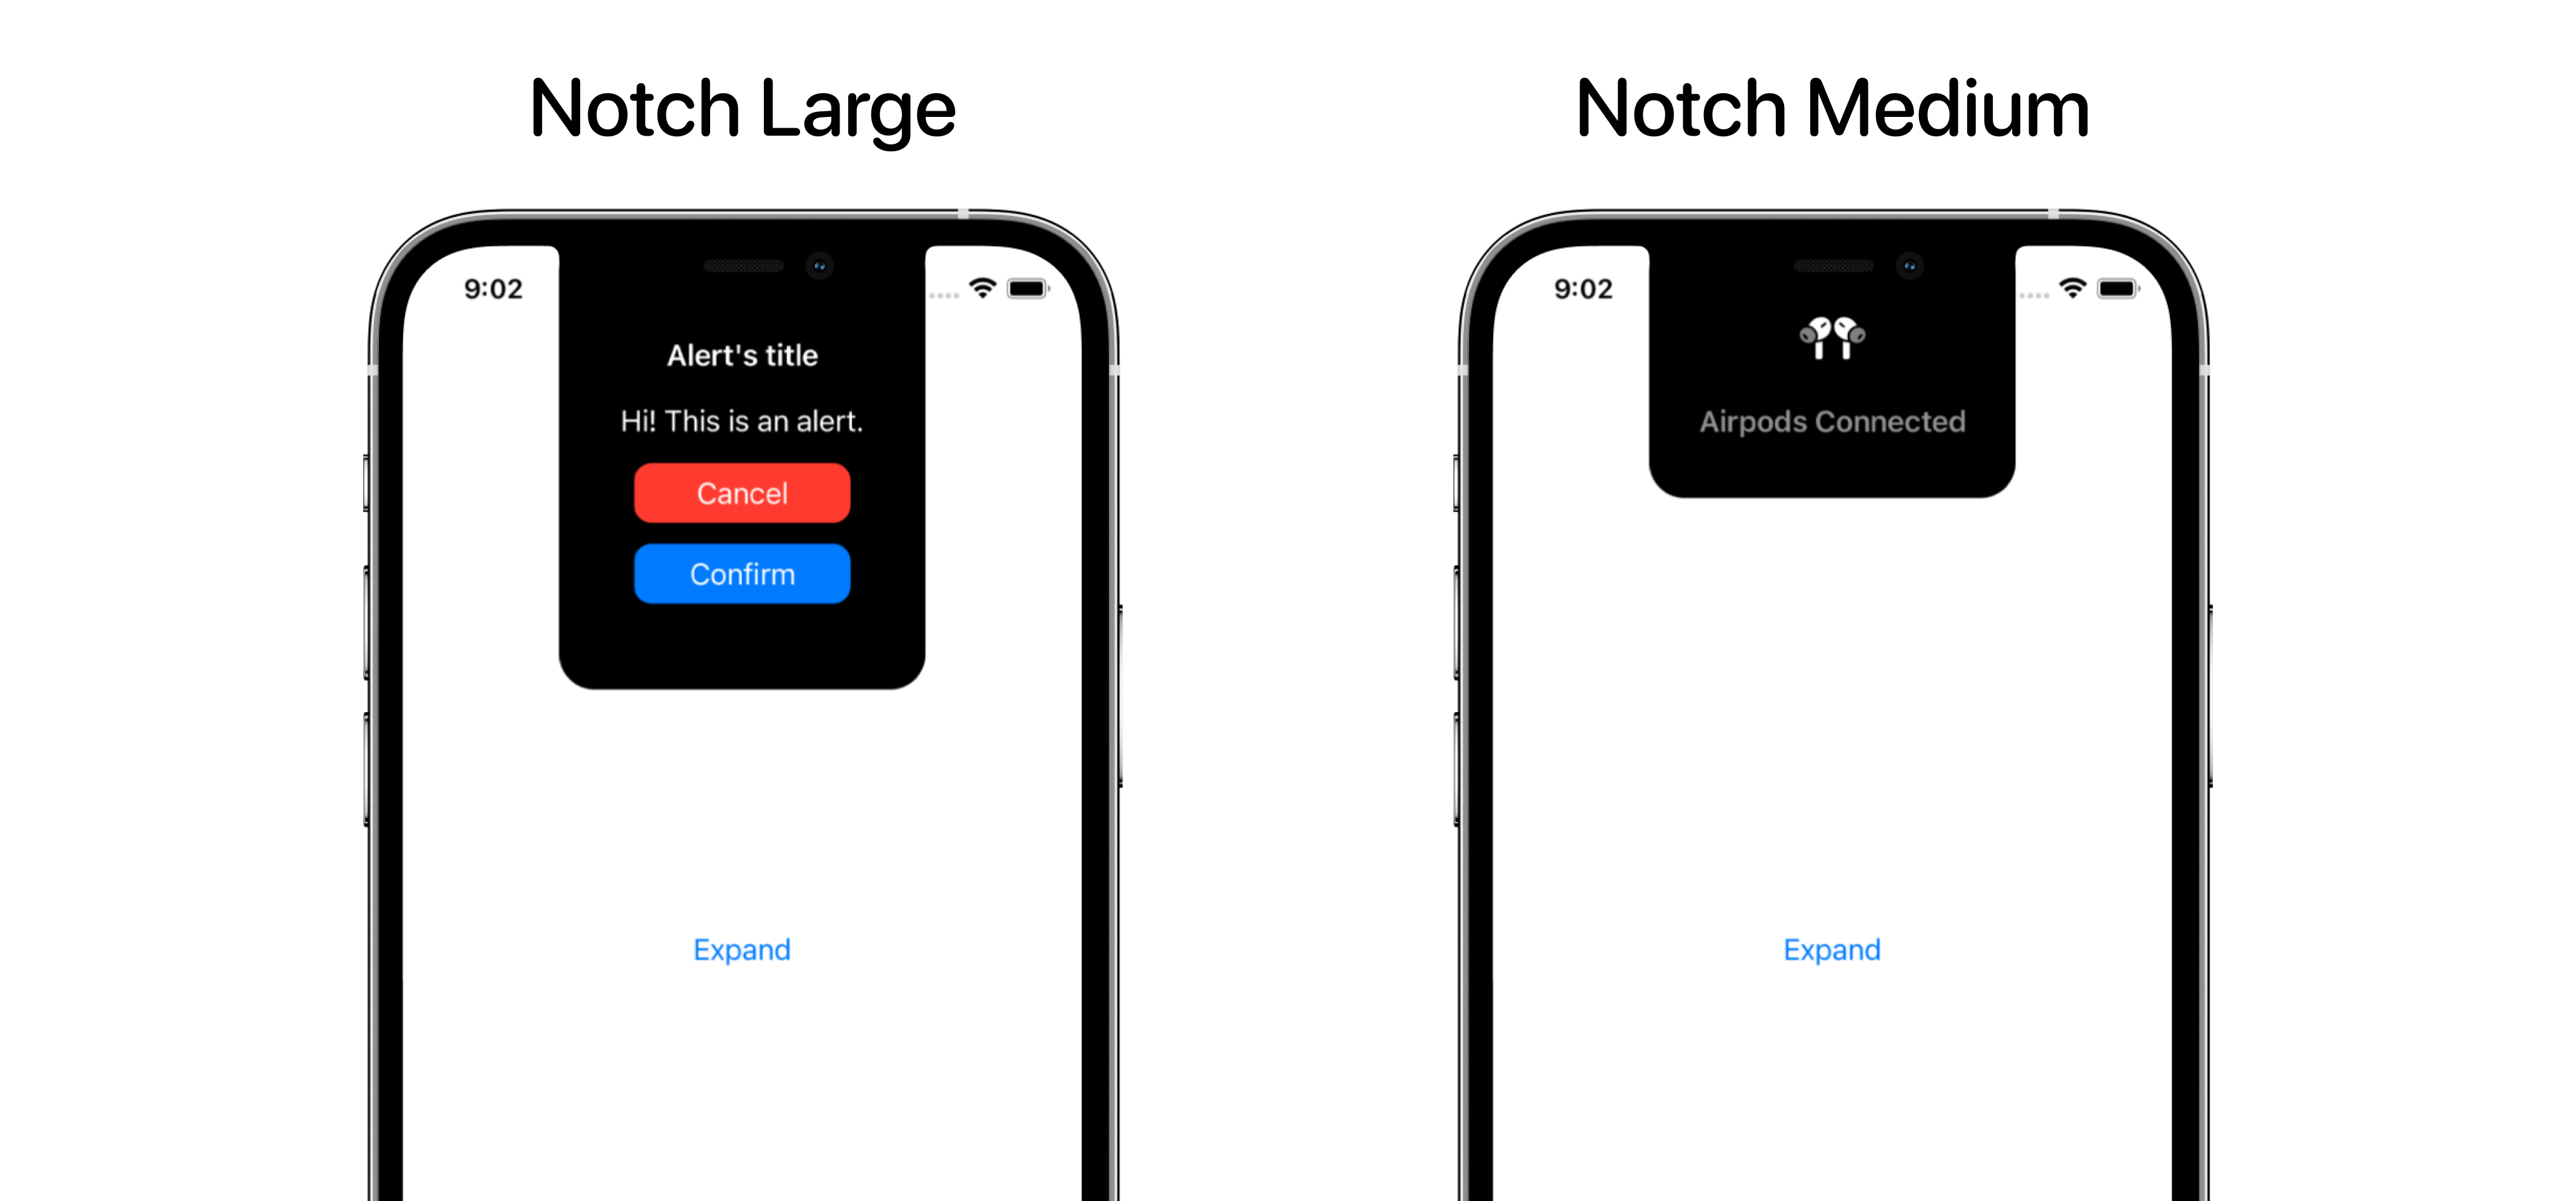 Notch Large
9:02
Alert's title
Hi! This is an alert.
Cancel
Confirm
Expand
Notch Medium
9:02
Airpods Connected
Expand